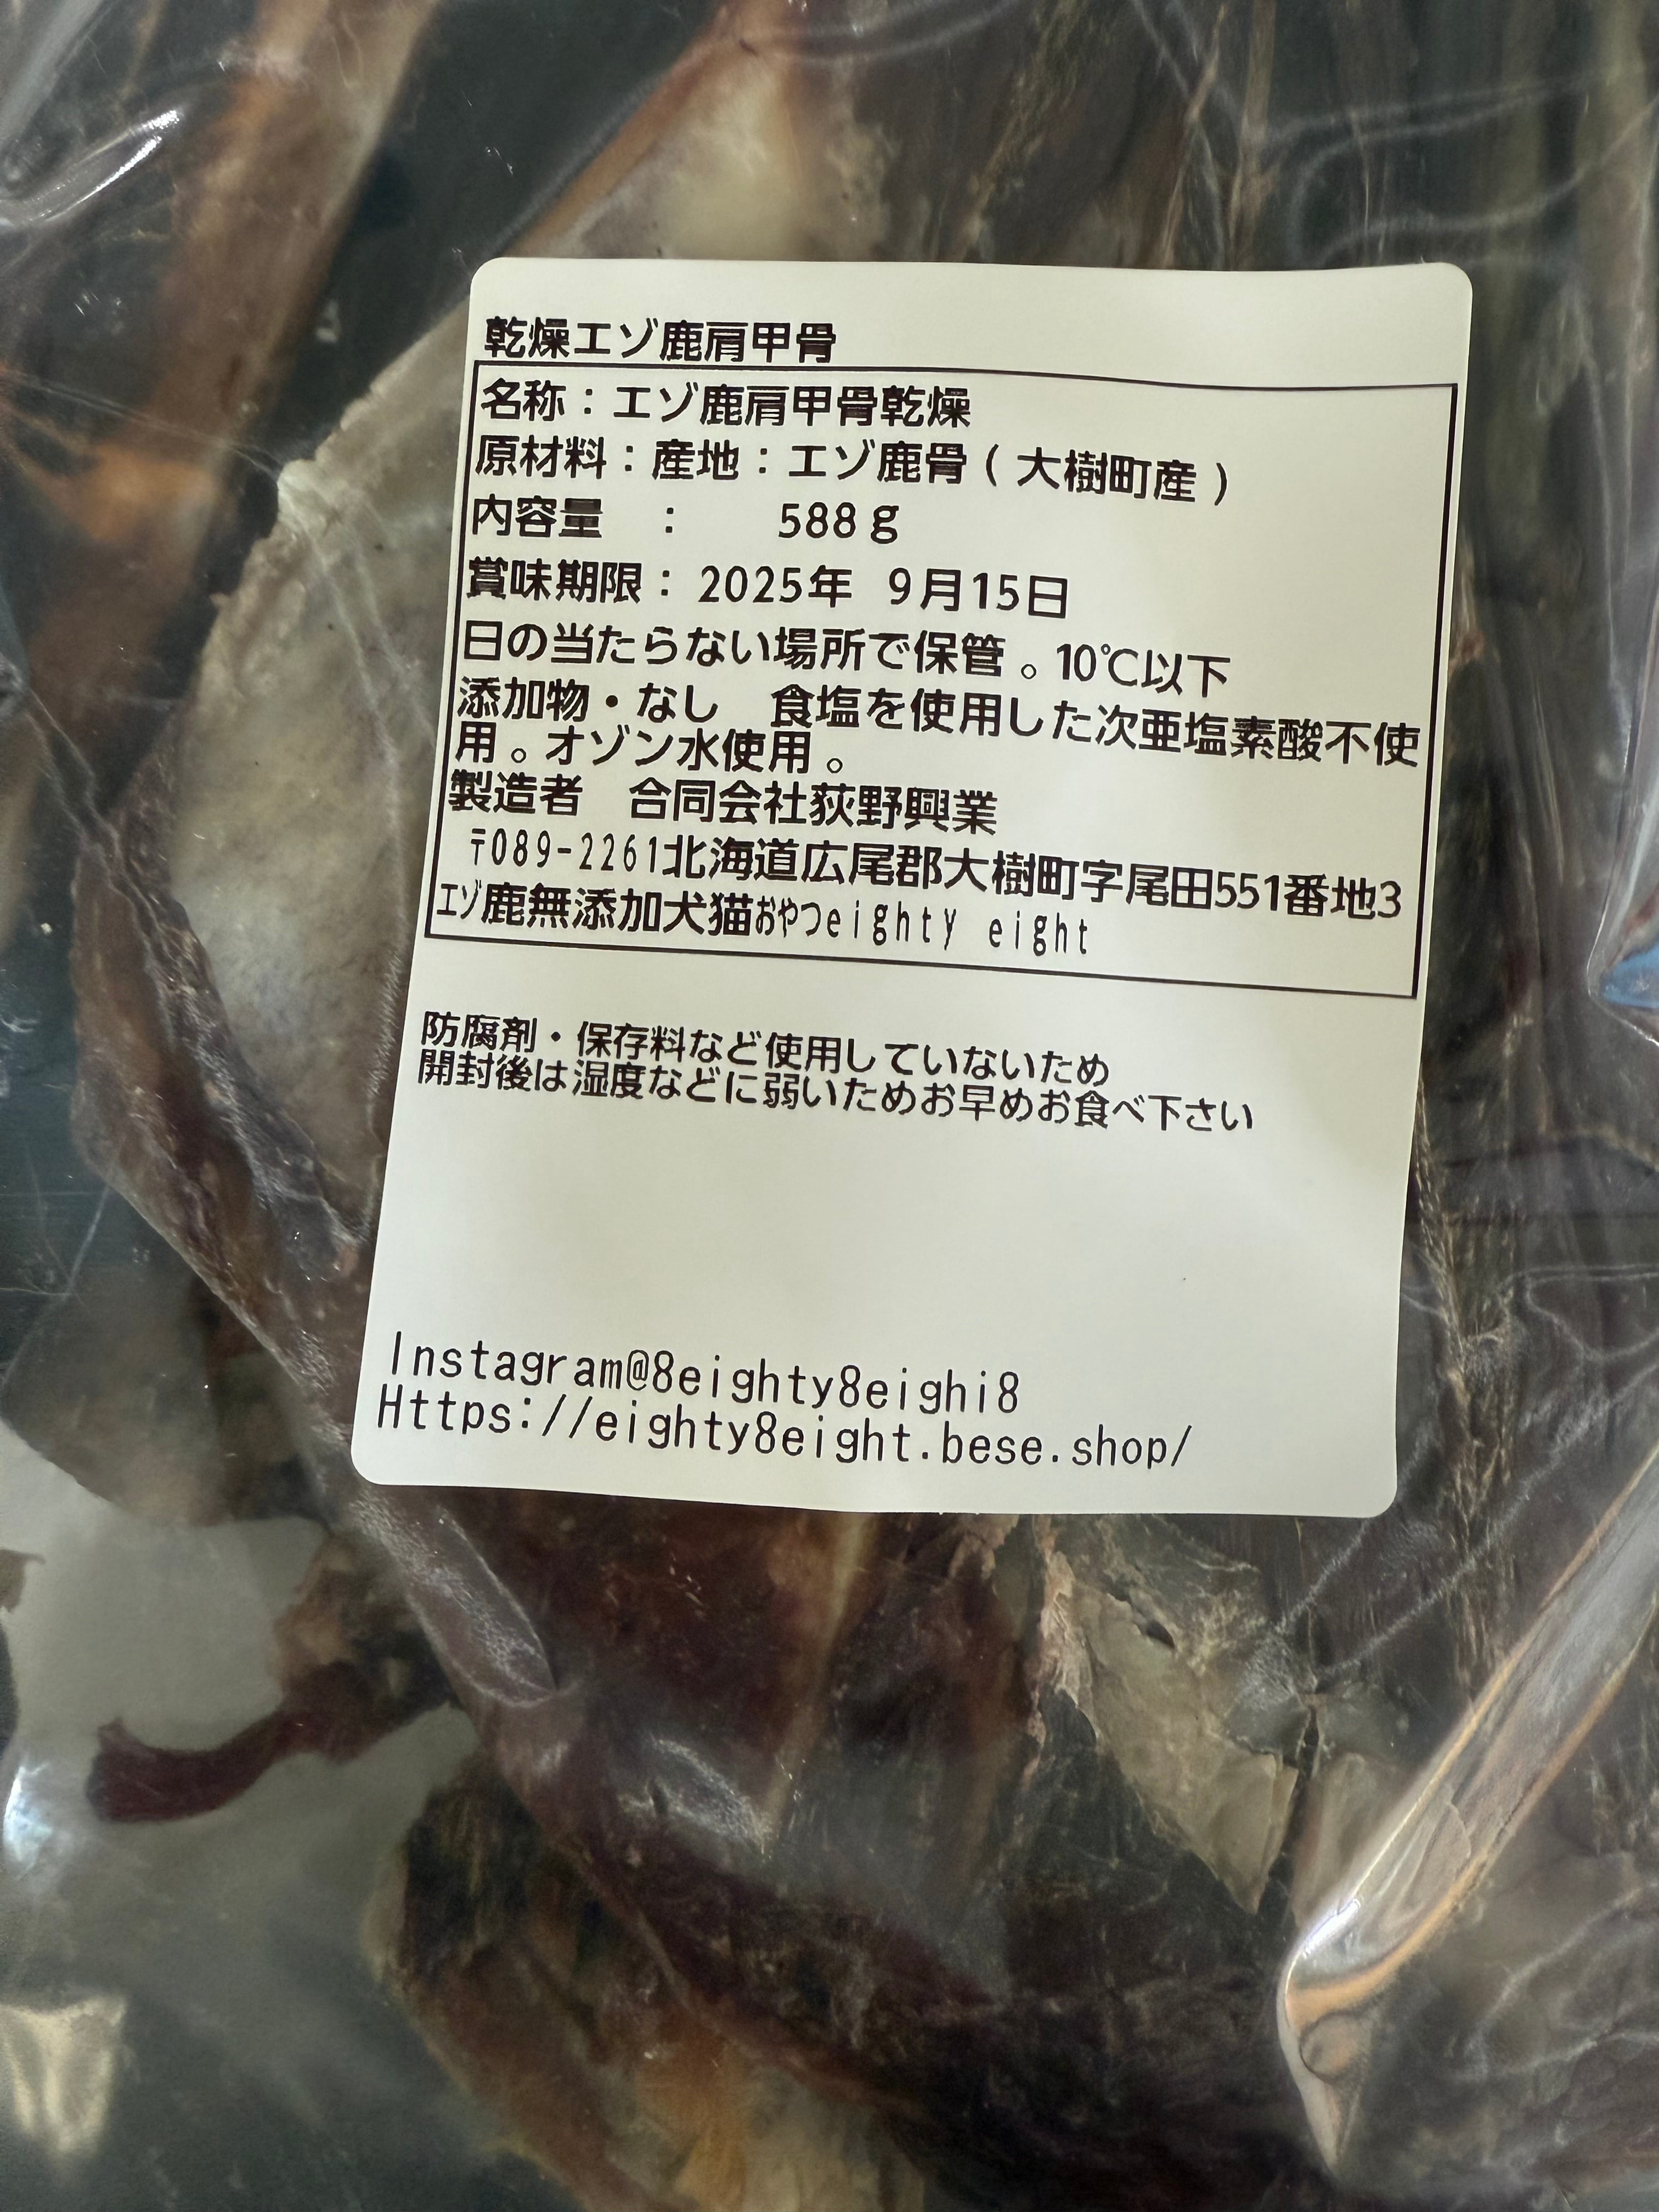 乾燥エゾ鹿肩甲骨
名称：エゾ鹿肩甲骨乾燥
原材料：産地：エゾ鹿骨（大樹町産）
内容量　：　　588ｇ
賞味期限：2025年 9月15日
日の当たらない場所で保管。10℃以下
添加物・なし　食塩を使用した次亜塩素酸不使
用。オゾン水使用。
製造者　合同会社荻野興業
〒089-2261北海道広尾郡大樹町字尾田551番地3
エゾ鹿無添加犬猫おやつeighty eight
防腐剤・保存料など使用していないため
開封後は湿度などに弱いためお早めお食べ下さい
Instagram@8eighty8eighi8
Https://eighty8eight.bese.shop/